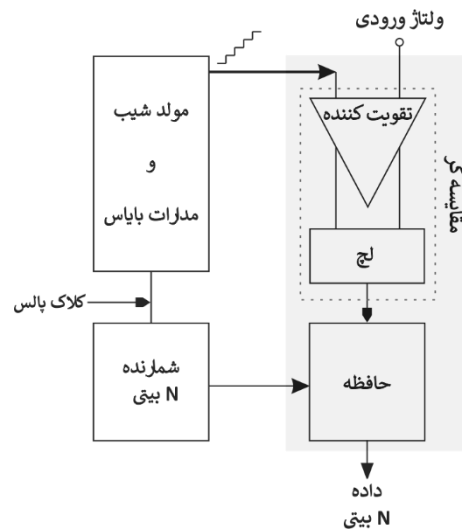 ولتاژ ورودی
مولد شیب
و
مدارات بایاس
تقویت کننده
مقایسه گر
لچ
کلاک پالس
شمارنده
N بیتی
حافظه
داده
N بیتی